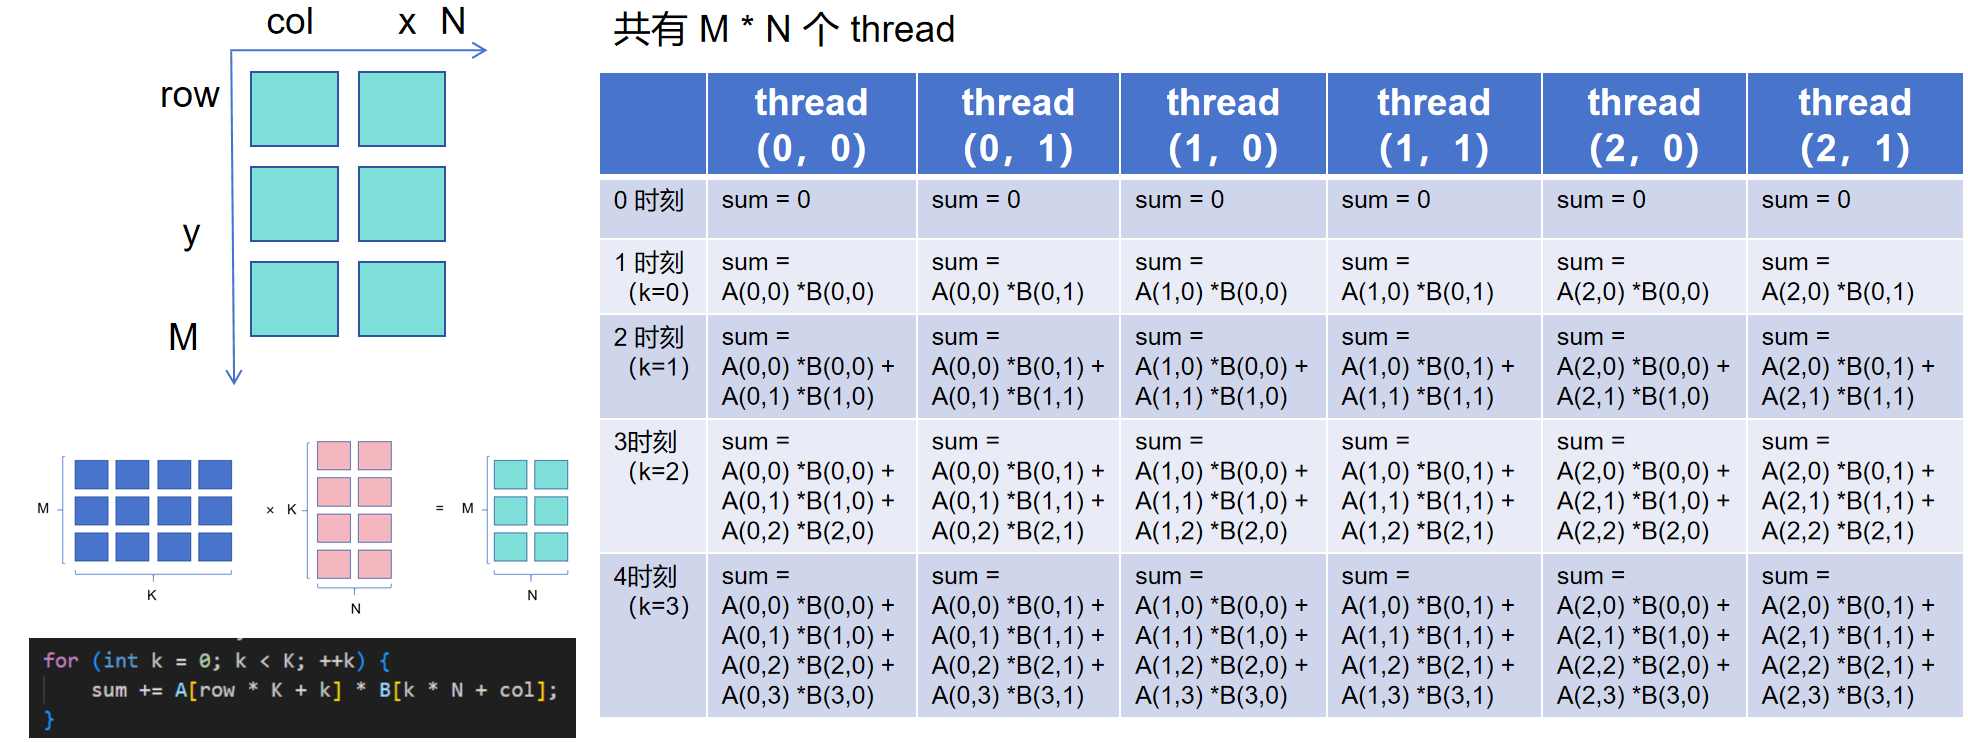 col x N
row
y
M
共有 M * N 个 thread
thread (0，0) thread (0，1) thread (1，0) thread (1，1) thread (2，0) thread (2，1)
0 时刻 sum = 0 sum = 0 sum = 0 sum = 0 sum = 0 sum = 0
1 时刻 sum = sum = sum = sum = sum = sum =
（k=0） A(0,0) *B(0,0) A(0,0) *B(0,1) A(1,0) *B(0,0) A(1,0) *B(0,1) A(2,0) *B(0,0) A(2,0) *B(0,1)
2 时刻 sum = sum = sum = sum = sum = sum =
（k=1） A(0,0) *B(0,0) + A(0,0) *B(0,1) + A(1,0) *B(0,0) + A(1,0) *B(0,1) + A(2,0) *B(0,0) + A(2,0) *B(0,1) +
A(0,1) *B(1,0) A(0,1) *B(1,1) A(1,1) *B(1,0) A(1,1) *B(1,1) A(2,1) *B(1,0) A(2,1) *B(1,1)
3时刻 sum = sum = sum = sum = sum = sum =
（k=2） A(0,0) *B(0,0) + A(0,0) *B(0,1) + A(1,0) *B(0,0) + A(1,0) *B(0,1) + A(2,0) *B(0,0) + A(2,0) *B(0,1) +
A(0,1) *B(1,0) + A(0,1) *B(1,1) + A(1,1) *B(1,0) + A(1,1) *B(1,1) + A(2,1) *B(1,0) + A(2,1) *B(1,1) +
A(0,2) *B(2,0) A(0,2) *B(2,1) A(1,2) *B(2,0) A(1,2) *B(2,1) A(2,2) *B(2,0) A(2,2) *B(2,1)
4时刻 sum = sum = sum = sum = sum = sum =
（k=3） A(0,0) *B(0,0) + A(0,0) *B(0,1) + A(1,0) *B(0,0) + A(1,0) *B(0,1) + A(2,0) *B(0,0) + A(2,0) *B(0,1) +
A(0,1) *B(1,0) + A(0,1) *B(1,1) + A(1,1) *B(1,0) + A(1,1) *B(1,1) + A(2,1) *B(1,0) + A(2,1) *B(1,1) +
A(0,2) *B(2,0) + A(0,2) *B(2,1) + A(1,2) *B(2,0) + A(1,2) *B(2,1) + A(2,2) *B(2,0) + A(2,2) *B(2,1) +
A(0,3) *B(3,0) A(0,3) *B(3,1) A(1,3) *B(3,0) A(1,3) *B(3,1) A(2,3) *B(3,0) A(2,3) *B(3,1)
M × K = M
K N N
for (int k = 0; k < K; ++k) {
sum += A[row * K + k] * B[k * N + col];
}